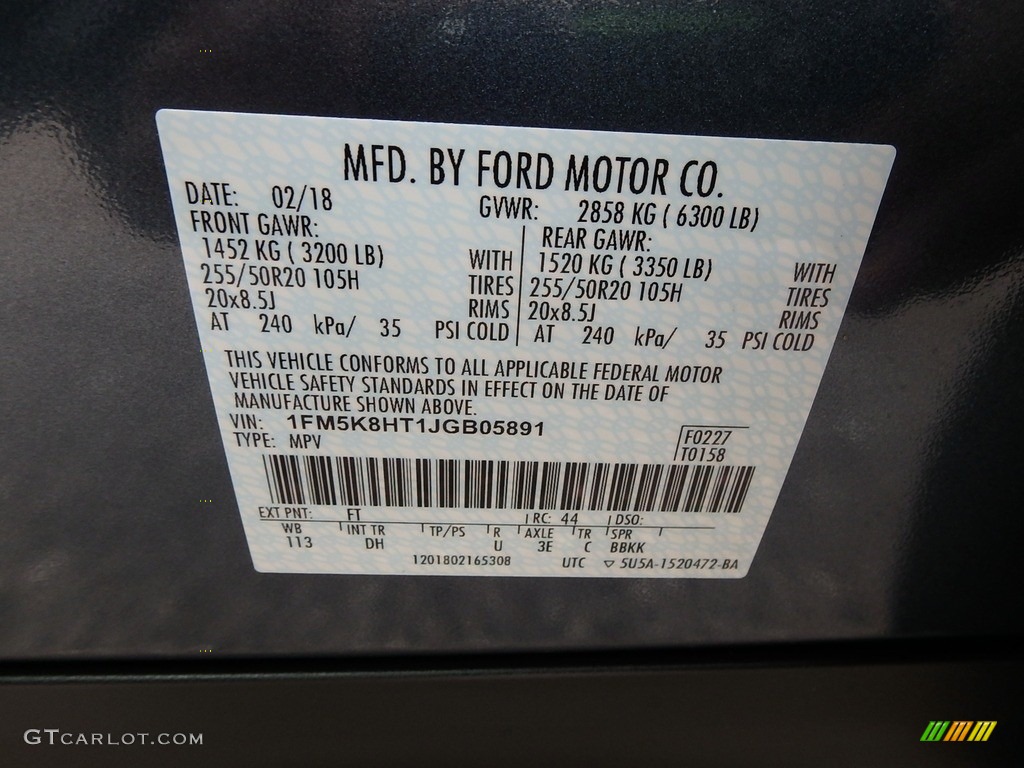 MFD. BY FORD MOTOR CO.
DATE: 02/18 GVWR: 2858 KG ( 6300 LB)
FRONT GAWR: REAR GAWR:
1452 KG ( 3200 LB) WITH 1520 KG ( 3350 LB) WITH
255/50R20 105H TIRES 255/50R20 105H TIRES
20x8.5J RIMS 20x8.5J RIMS
AT 240 kPa/ 35 PSI COLD AT 240 kPa/ 35 PSI COLD
THIS VEHICLE CONFORMS TO ALL APPLICABLE FEDERAL MOTOR
VEHICLE SAFETY STANDARDS IN EFFECT ON THE DATE OF
MANUFACTURE SHOWN ABOVE.
VIN: 1FM5K8HT1JGB05891
TYPE: MPV
F0227
T0158
EXT PNT: FT RC: 44 DSO:
WB INT TR TP/PS R AXLE TR SPR
113 DH U 3E C BBKK
1201802165308 UTC ▽ 5U5A-1520472-BA
GTCARLOT.COM